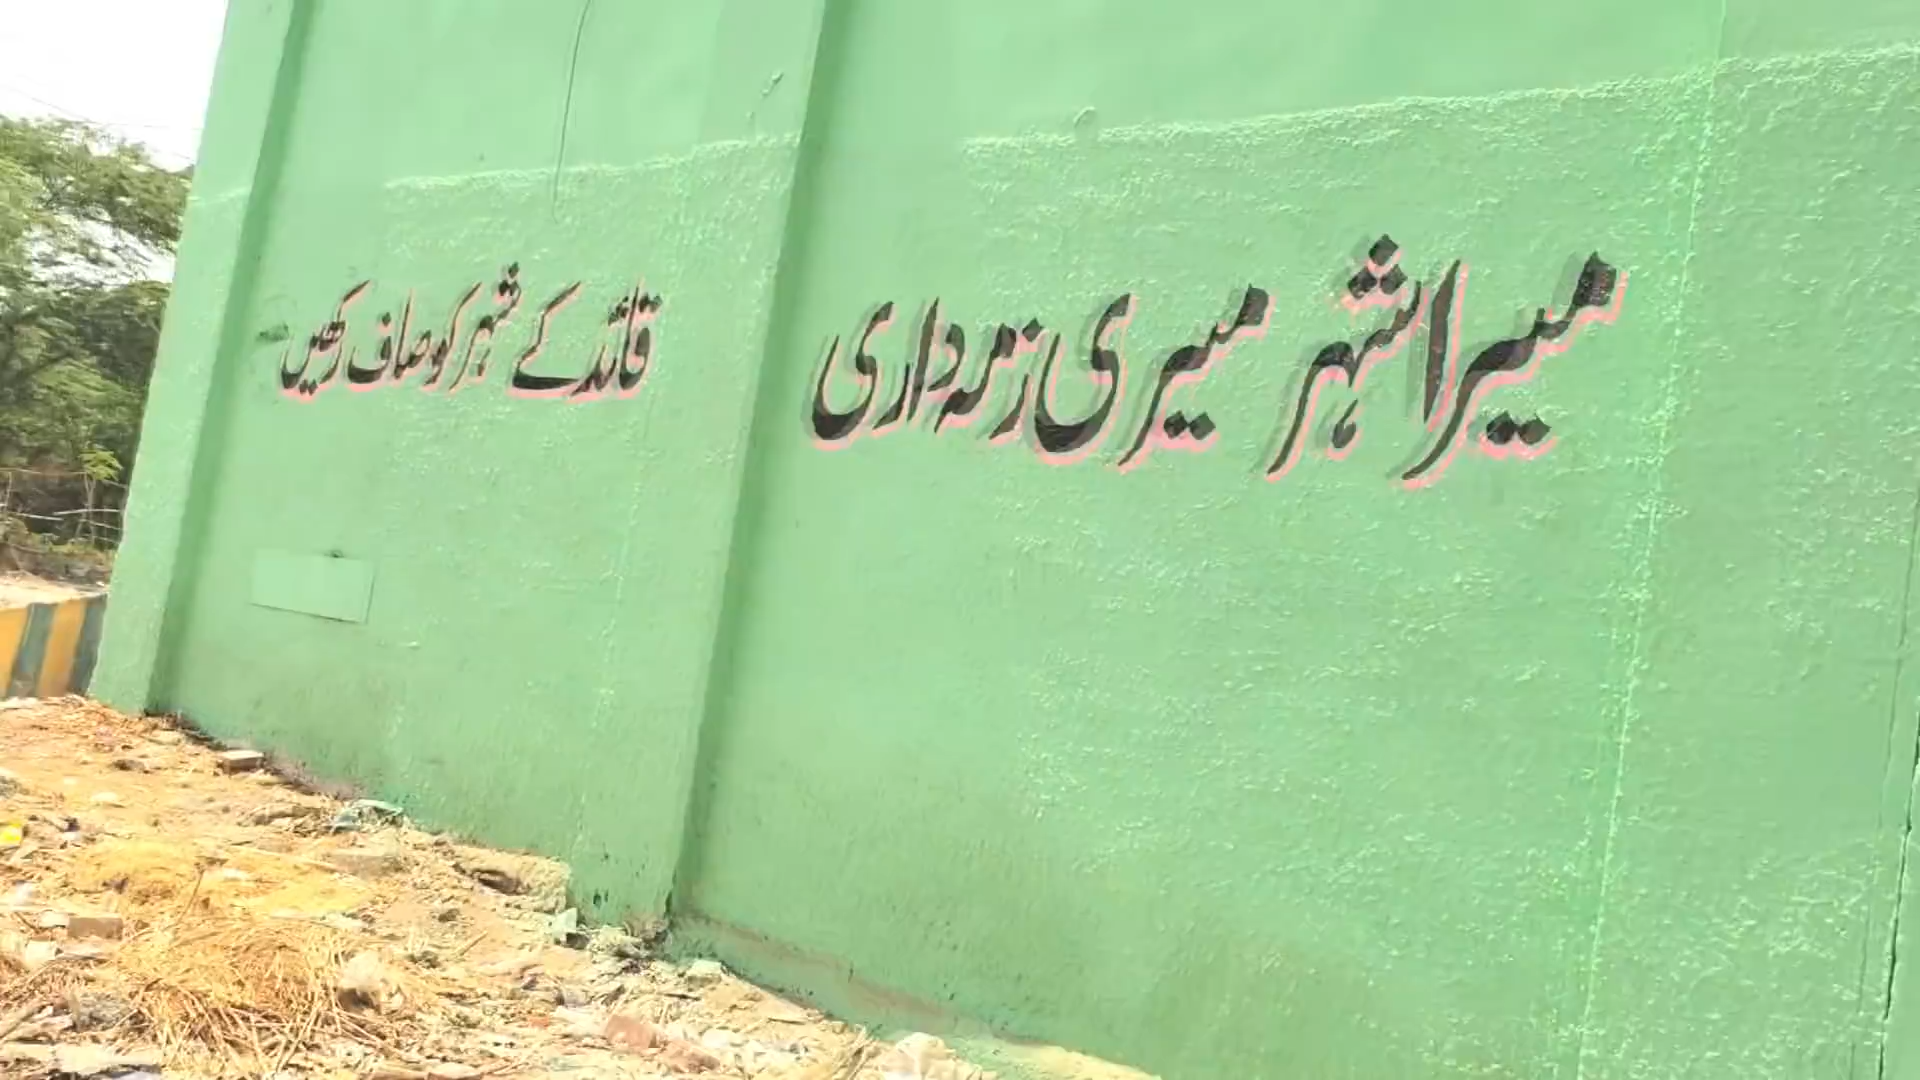 میرا شہر میری زمہ داری
قائد کے شہر کو صاف رکھیں